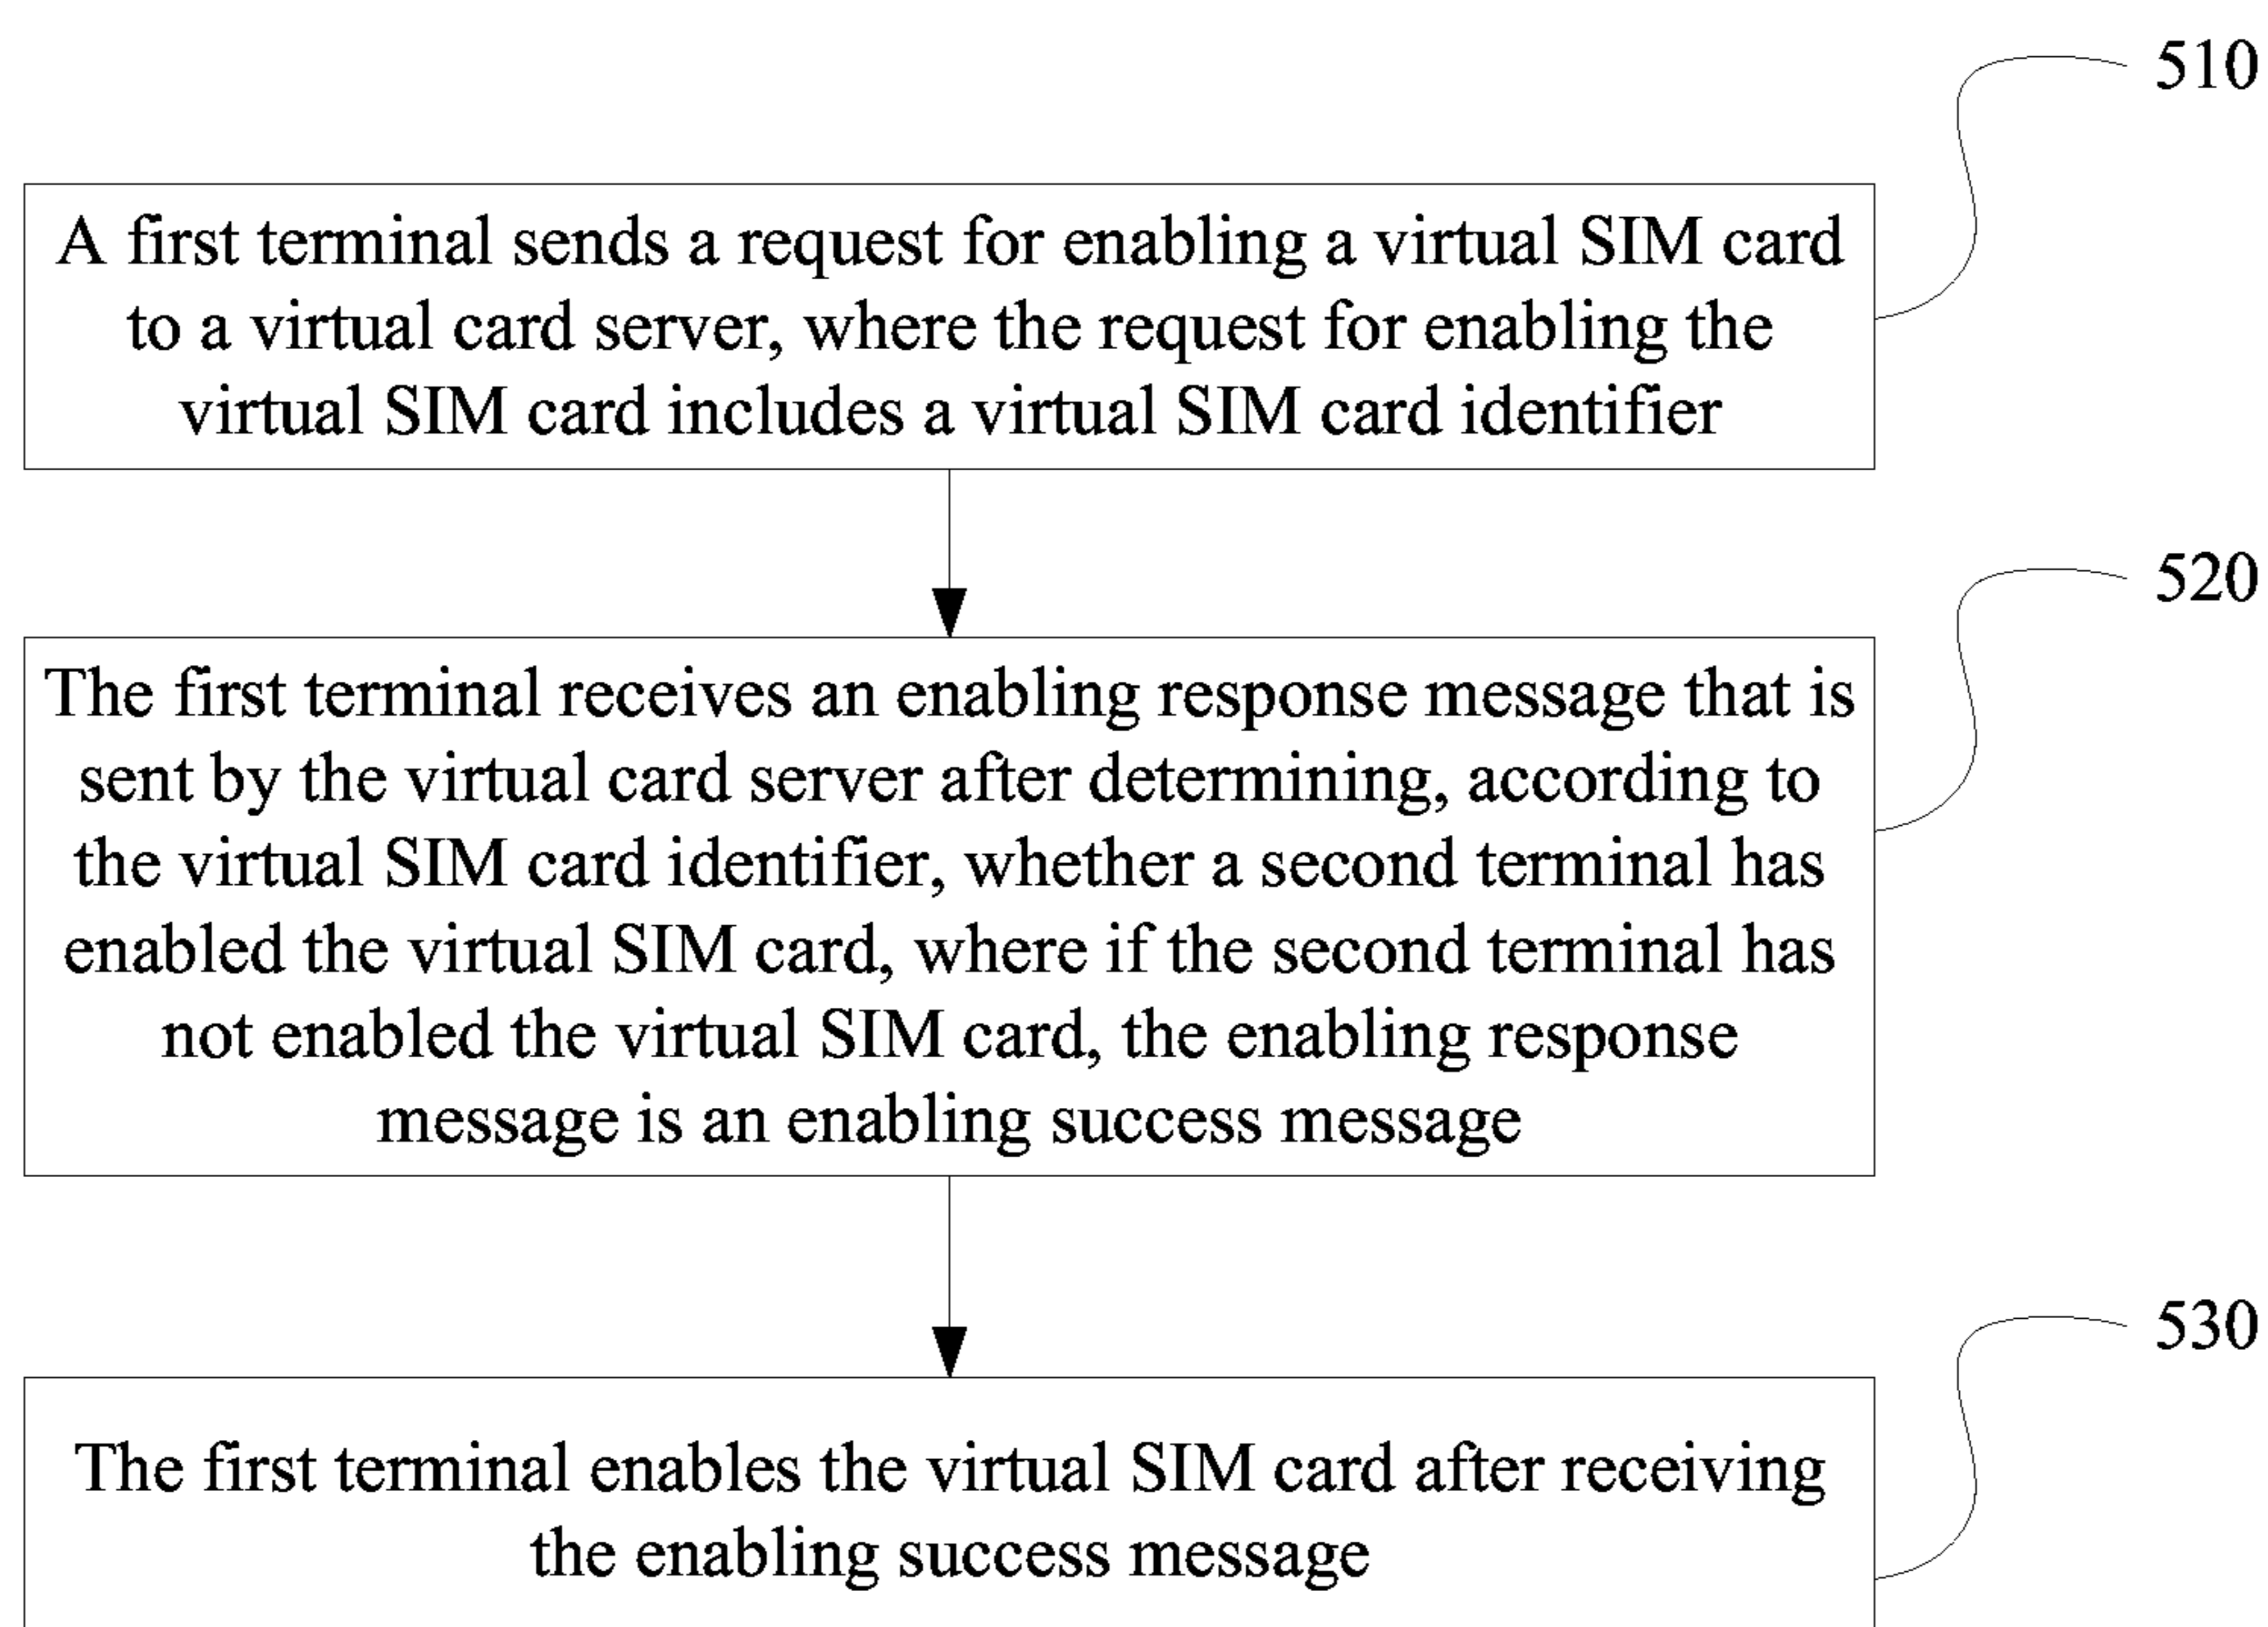 510
A first terminal sends a request for enabling a virtual SIM card
to a virtual card server, where the request for enabling the
virtual SIM card includes a virtual SIM card identifier
520
The first terminal receives an enabling response message that is
sent by the virtual card server after determining, according to
the virtual SIM card identifier, whether a second terminal has
enabled the virtual SIM card, where if the second terminal has
not enabled the virtual SIM card, the enabling response
message is an enabling success message
530
The first terminal enables the virtual SIM card after receiving
the enabling success message